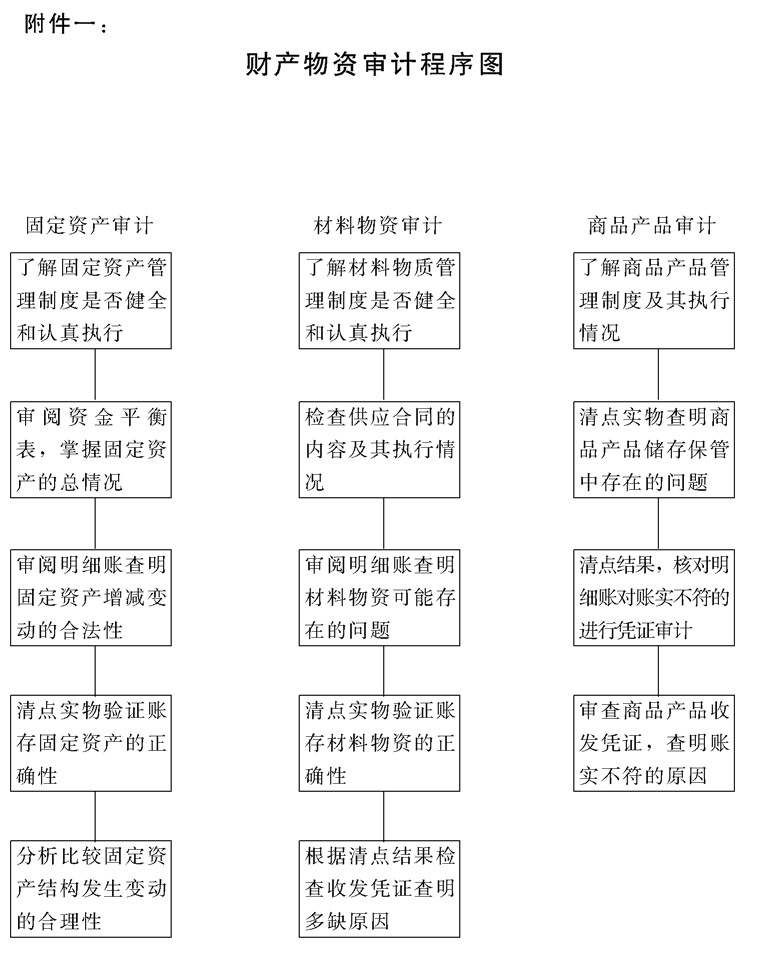 附件一：
财产物资审计程序图
固定资产审计
了解固定资产管
理制度是否健全
和认真执行
审阅资金平衡
表，掌握固定资
产的总情况
审阅明细账查明
固定资产增减变
动的合法性
清点实物验证账
存固定资产的正
确性
分析比较固定资
产结构发生变动
的合理性
材料物资审计
了解材料物质管
理制度是否健全
和认真执行
检查供应合同的
内容及其执行情
况
审阅明细账查明
材料物资可能存
在的问题
清点实物验证账
存材料物资的正
确性
根据清点结果检
查收发凭证查明
多缺原因
商品产品审计
了解商品产品管
理制度及其执行
情况
清点实物查明商
品产品储存保管
中存在的问题
清点结果，核对明
细账对账实不符的
进行凭证审计
审查商品产品收
发凭证，查明账
实不符的原因